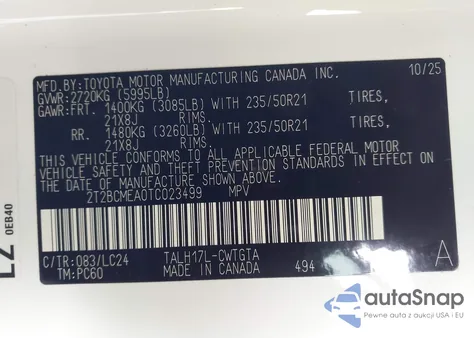 MFD.BY:TOYOTA MOTOR MANUFACTURING CANADA INC. 10/25
GVWR:2720KG (5995LB)
GAWR:FRT. 1400KG (3085LB) WITH 235/50R21 TIRES,
21X8J RIMS.
RR. 1480KG (3260LB) WITH 235/50R21 TIRES,
21X8J RIMS.
THIS VEHICLE CONFORMS TO ALL APPLICABLE FEDERAL MOTOR
VEHICLE SAFETY AND THEFT PREVENTION STANDARDS IN EFFECT
ON THE DATE OF MANUFACTURE SHOWN ABOVE.
2T2BCMEA0TC023499 MPV
C/TR:083/LC24 TALH17L-CWTGTA
TM:PC60 MADE IN CANADA 494 A
0EB40
autoSnap
Pewne auta z USA i EU